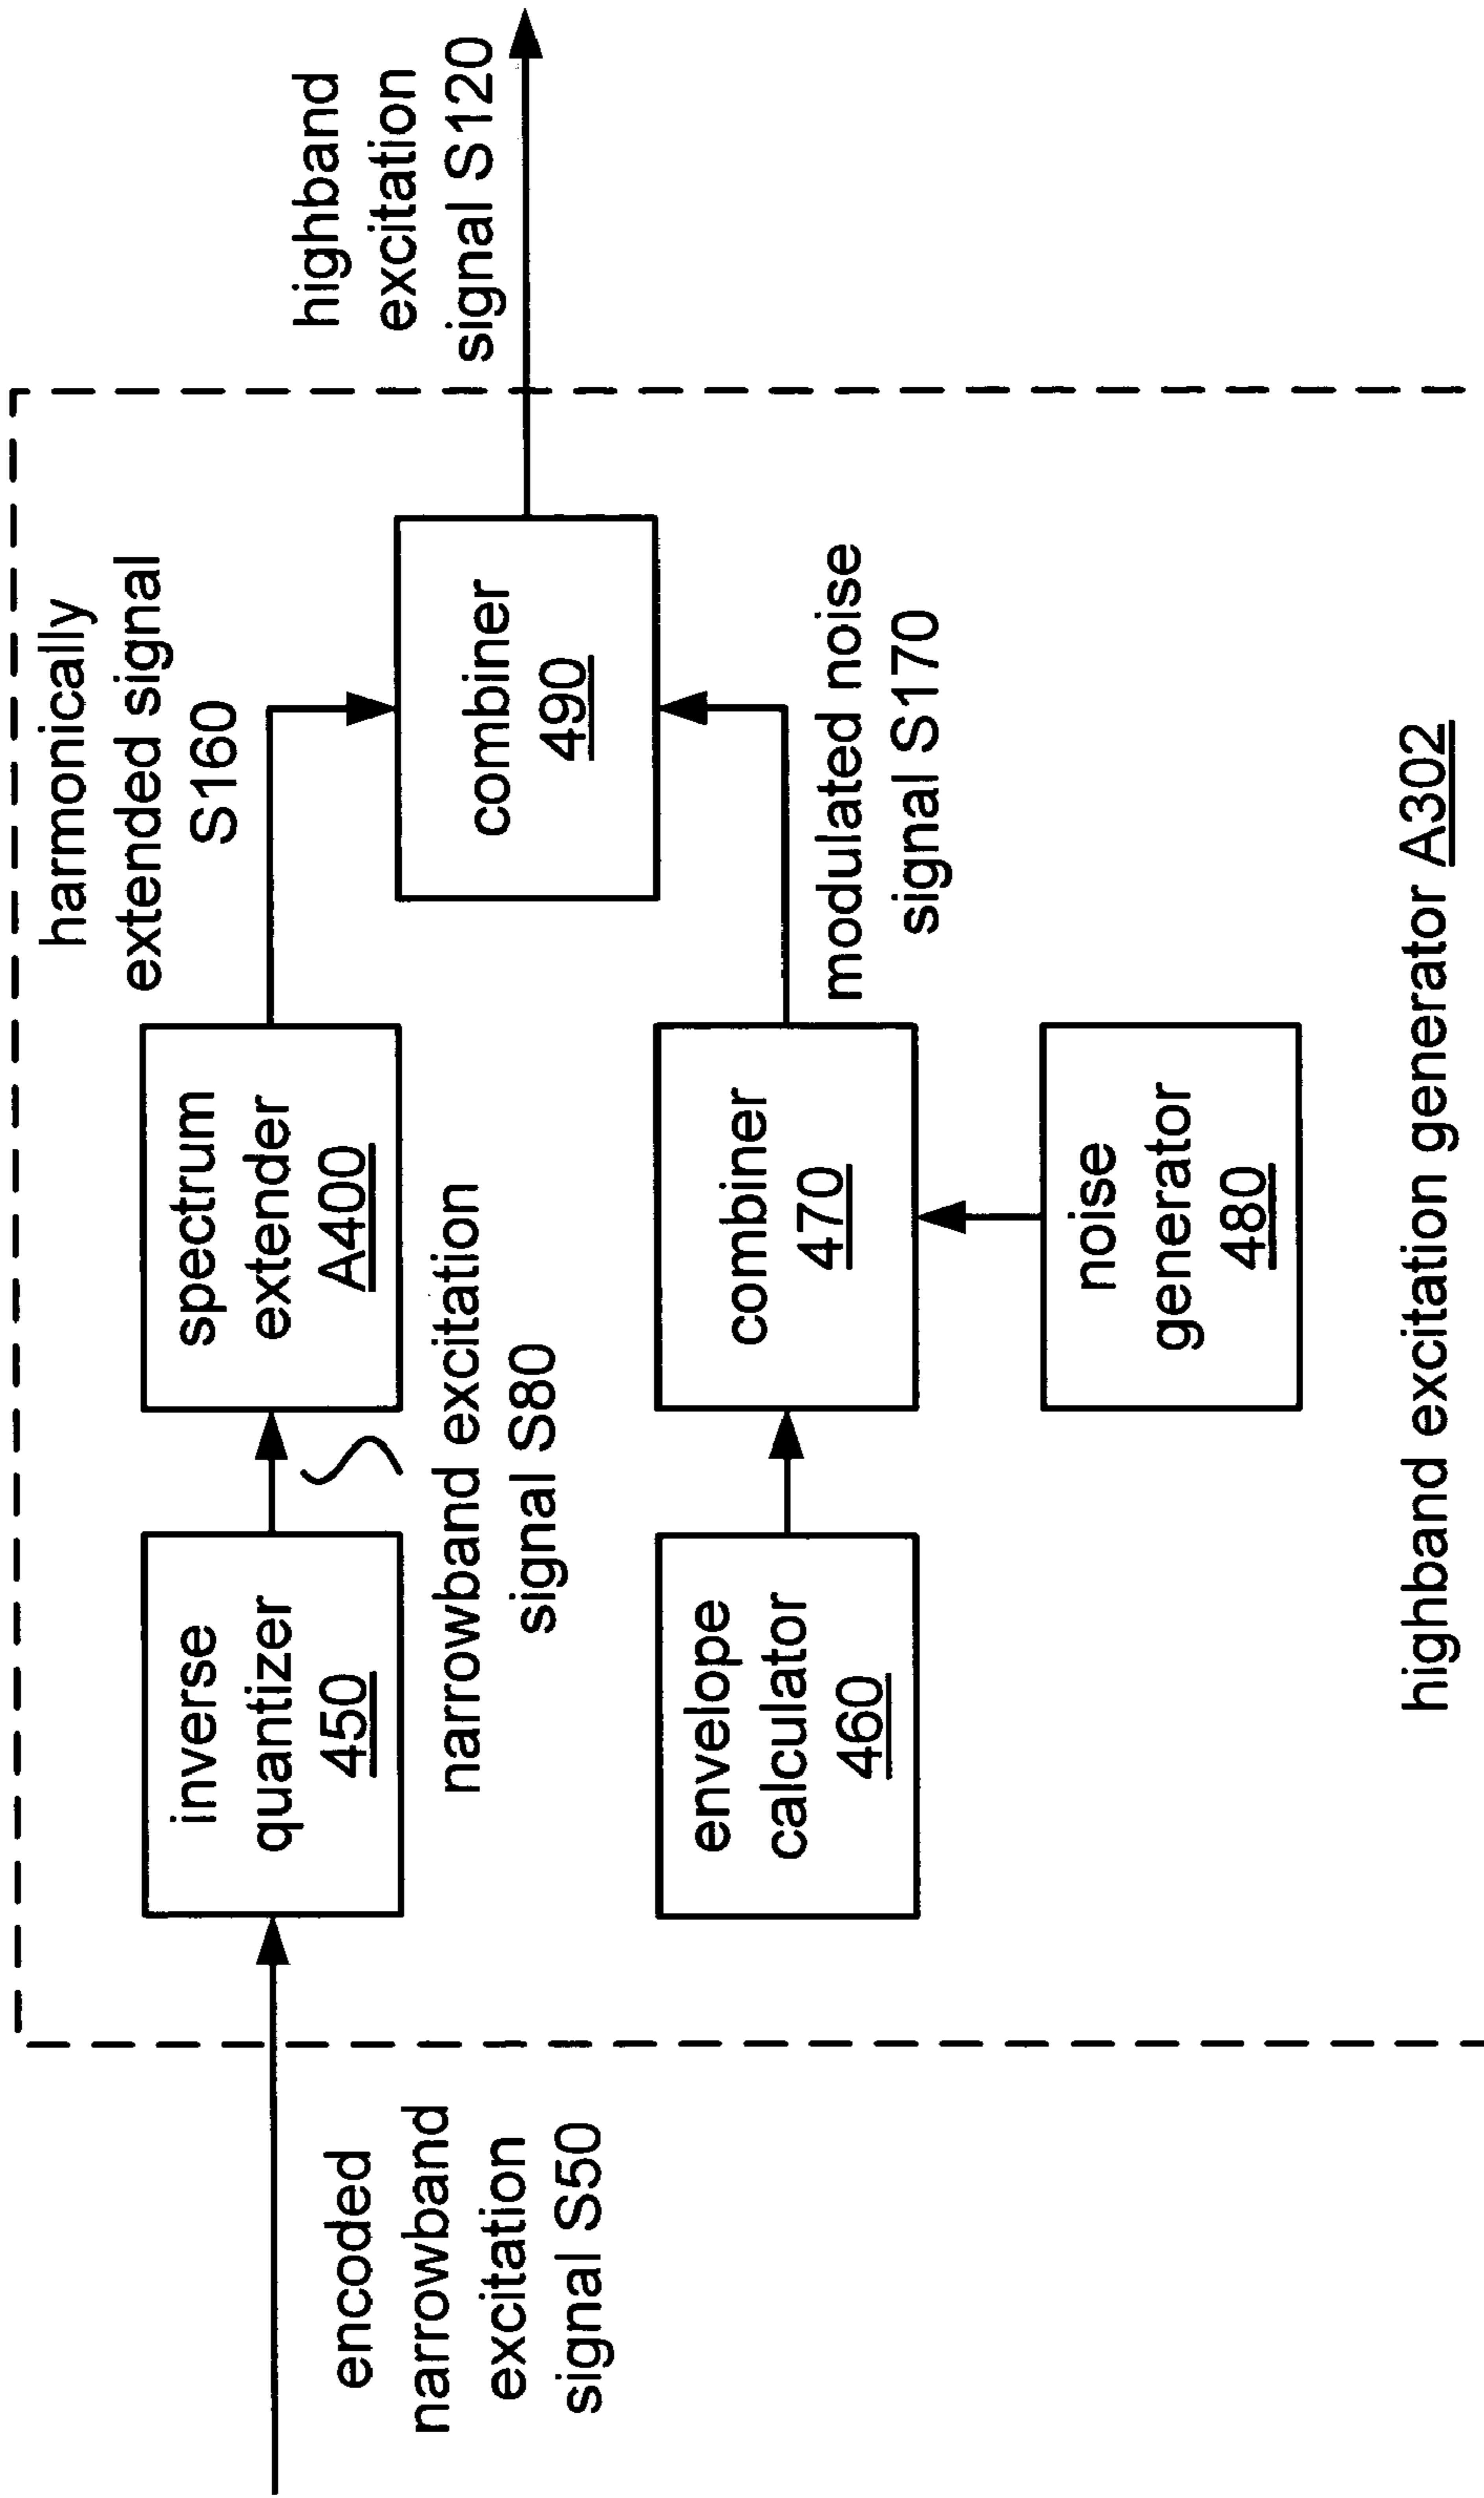 encoded
narrowband
excitation
signal S50
inverse
quantizer
450
narrowband excitation
signal S80
spectrum
extender
A400
harmonically
extended signal
S160
envelope
calculator
460
combiner
470
noise
generator
480
modulated noise
signal S170
combiner
490
highband
excitation
signal S120
highband excitation generator A302